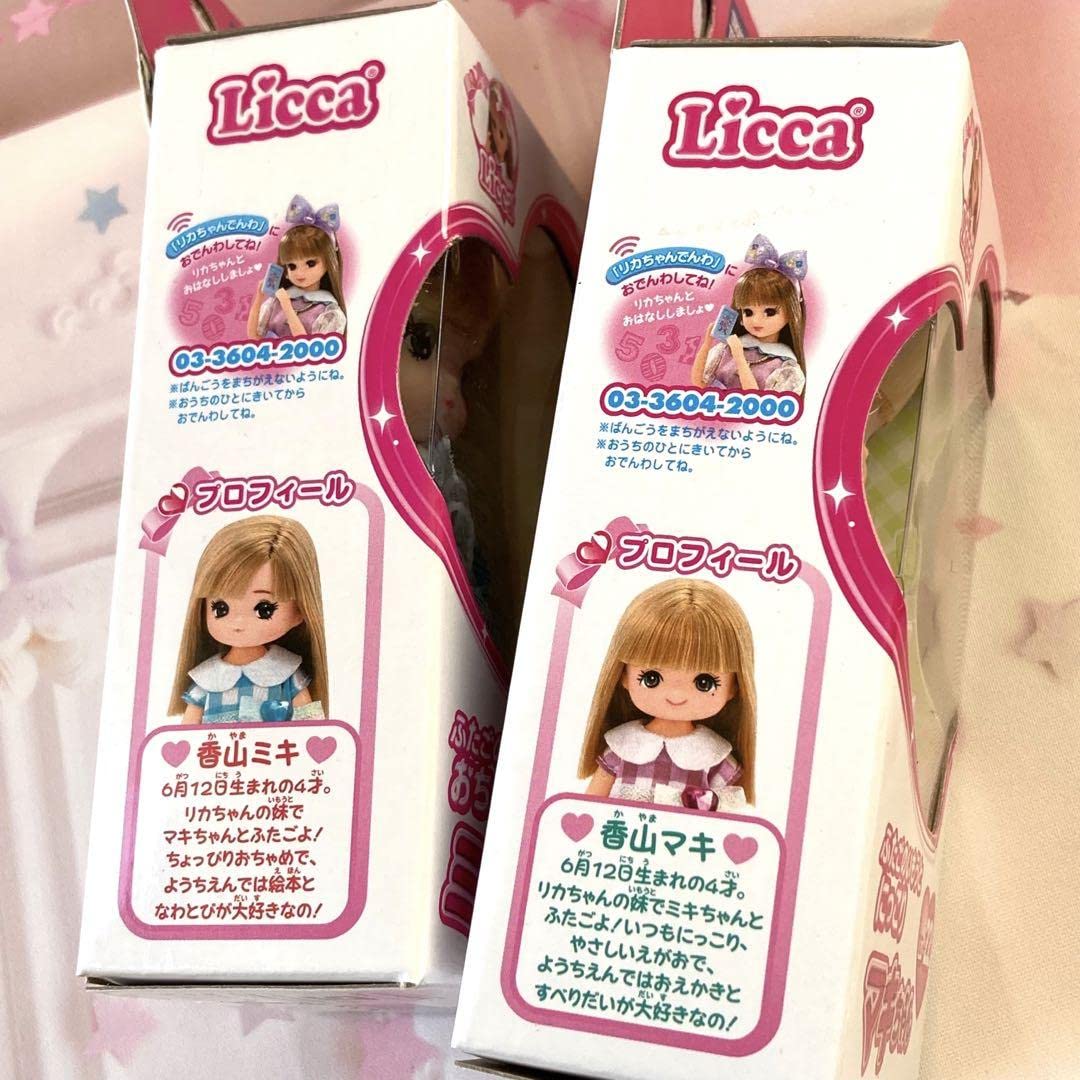 Licca®
「リカちゃんでんわ」に
おでんわしてね!
リカちゃんと
おはなししましょ♥
03-3604-2000
※ばんごうをまちがえないようにね。
※おうちのひとにきいてから
おでんわしてね。
プロフィール
香山ミキ
6月12日生まれの4才。
リカちゃんの妹で
マキちゃんとふたごよ!
ちょっぴりおちゃめで、
ようちえんでは絵本と
なわとびが大好きなの!
Licca
Licca®
「リカちゃんでんわ」に
おでんわしてね!
リカちゃんと
おはなししましょ♥
03-3604-2000
※ばんごうをまちがえないようにね。
※おうちのひとにきいてから
おでんわしてね。
プロフィール
香山マキ
6月12日生まれの4才。
リカちゃんの妹でミキちゃんと
ふたごよ!いつもにっこり、
やさしいえがおで、
ようちえんではおえかきと
すべりだいが大好きなの!